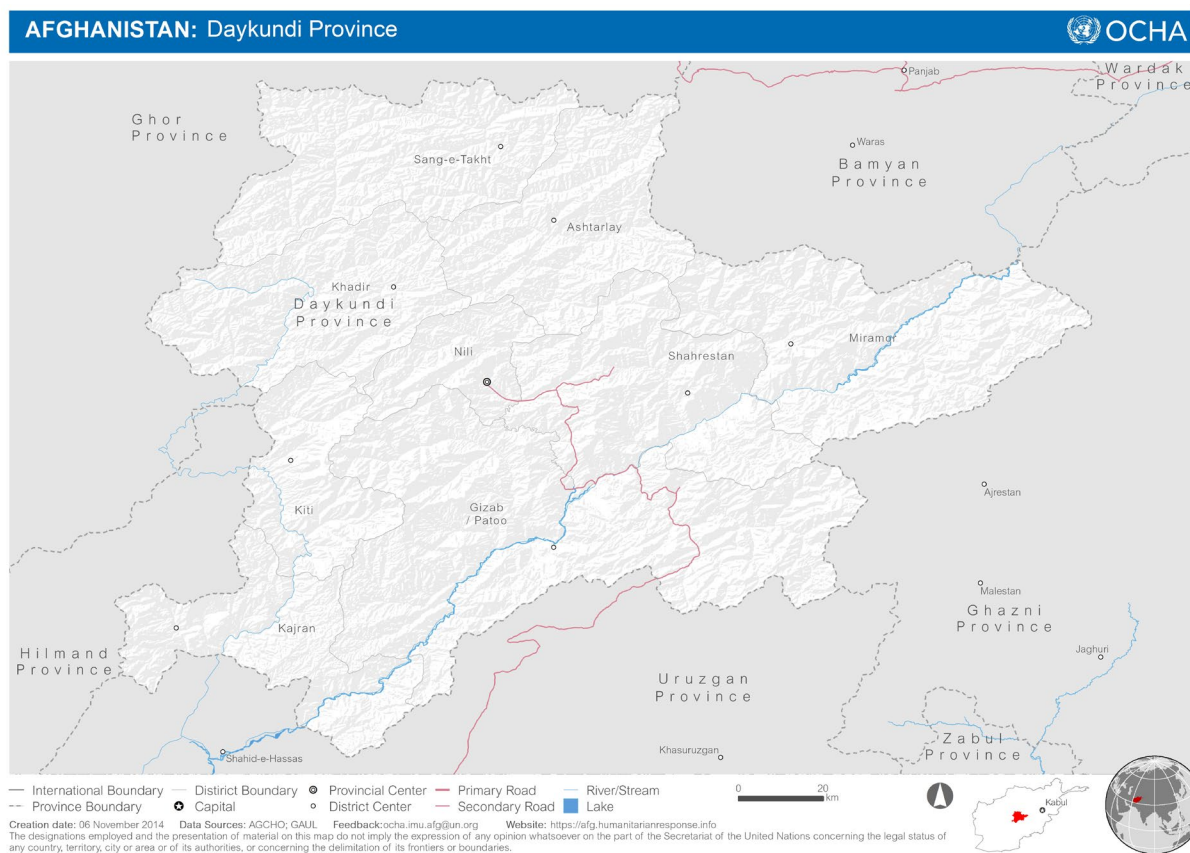 AFGHANISTAN: Daykundi Province
OCHA
Panjab
Wardak
Province
Ghor
Province
Waras
Sang-e-Takht
Bamyan
Province
Ashtarlay
Khadir
Daykundi
Province
Nili
Shahrestan
Miramor
Kiti
Gizab
/ Patoo
Ajrestan
Malestan
Ghazni
Province
Kajran
Hilmand
Province
Jaghuri
Uruzgan
Province
Zabul
Province
Khasuruzgan
Shahid-e-Hassas
International Boundary
District Boundary
Provincial Center
Primary Road
River/Stream
Province Boundary
Capital
District Center
Secondary Road
Lake
0 20
km
Kabul
Creation date: 06 November 2014 Data Sources: AGCHO; GAUL Feedback:ocha.imu.afg@un.org Website: https://afg.humanitarianresponse.info
The designations employed and the presentation of material on this map do not imply the expression of any opinion whatsoever on the part of the Secretariat of the United Nations concerning the legal status of
any country, territory, city or area or of its authorities, or concerning the delimitation of its frontiers or boundaries.